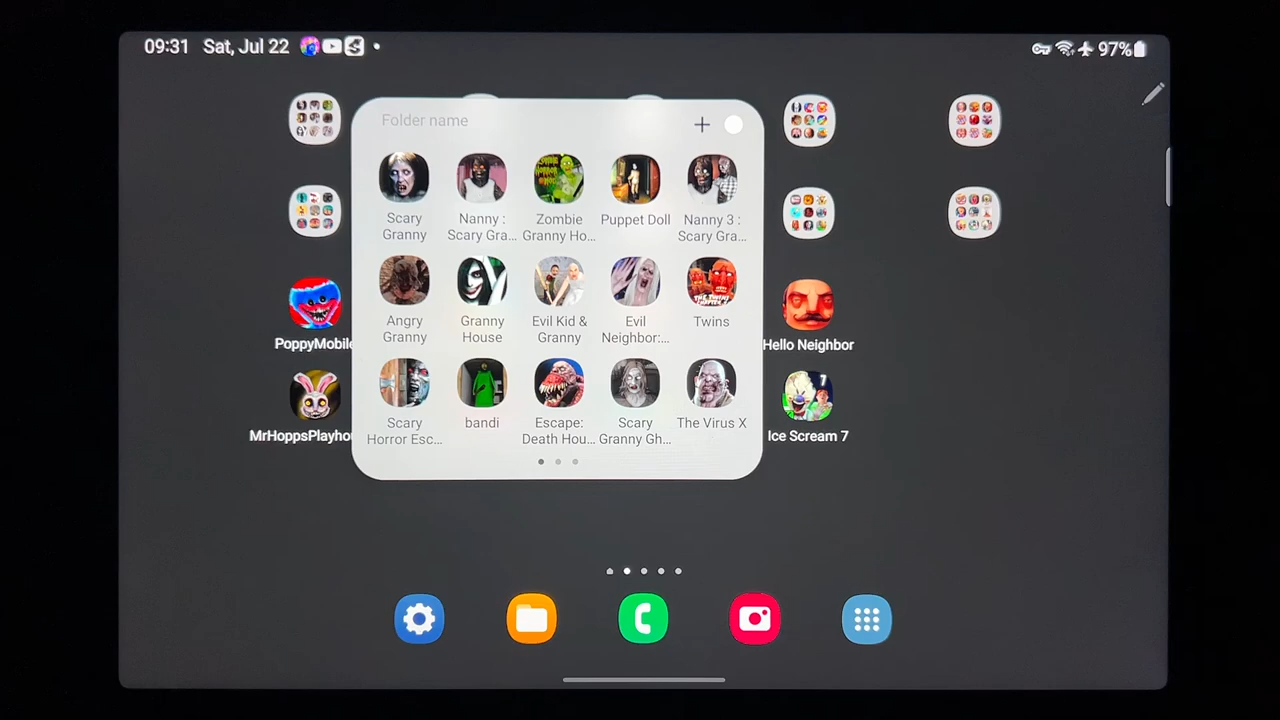 09:31 Sat, Jul 22
97%
Folder name
Scary
Granny
Nanny :
Scary Gra...
Zombie
Granny Ho...
Puppet Doll
Nanny 3 :
Scary Gra...
Angry
Granny
Granny
House
Evil Kid &
Granny
Evil
Neighbor:...
Twins
Scary
Horror Esc...
bandi
Escape:
Death Hou...
Scary
Granny Gh...
The Virus X
PoppyMobile
Hello Neighbor
MrHoppsPlayhou
7
Ice Scream 7